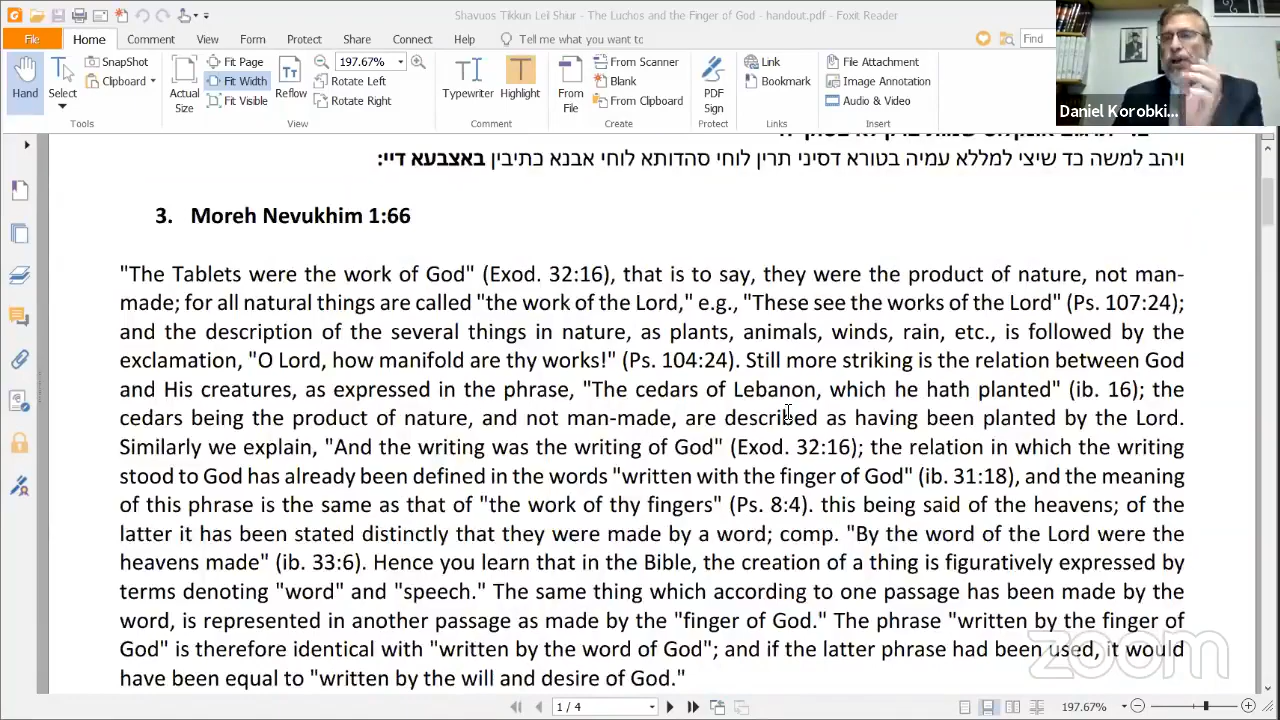 Shavuos Tikkun Leil Shiur - The Luchos and the Finger of God - handout.pdf - Foxit Reader
File Home Comment View Form Protect Share Connect Help Tell me what you want to Find
Hand
Select
SnapShot
Clipboard
Tools
Actual Size
Fit Page
Fit Width
Fit Visible
Reflow
197.67%
Rotate Left
Rotate Right
View
Typewriter
Highlight
Comment
From File
From Scanner
Blank
From Clipboard
Create
PDF Sign
Protect
Link
Bookmark
Links
File Attachment
Image Annotation
Audio & Video
Insert
Daniel Korobki...
ויהב למשה כד שיצי למללא עמיה בטורא דסיני תרין לוחי סהדותא לוחי אבנא כתיבין באצבעא דיי:
3. Moreh Nevukhim 1:66
"The Tablets were the work of God" (Exod. 32:16), that is to say, they were the product of nature, not man-
made; for all natural things are called "the work of the Lord," e.g., "These see the works of the Lord" (Ps. 107:24);
and the description of the several things in nature, as plants, animals, winds, rain, etc., is followed by the
exclamation, "O Lord, how manifold are thy works!" (Ps. 104:24). Still more striking is the relation between God
and His creatures, as expressed in the phrase, "The cedars of Lebanon, which he hath planted" (ib. 16); the
cedars being the product of nature, and not man-made, are described as having been planted by the Lord.
Similarly we explain, "And the writing was the writing of God" (Exod. 32:16); the relation in which the writing
stood to God has already been defined in the words "written with the finger of God" (ib. 31:18), and the meaning
of this phrase is the same as that of "the work of thy fingers" (Ps. 8:4). this being said of the heavens; of the
latter it has been stated distinctly that they were made by a word; comp. "By the word of the Lord were the
heavens made" (ib. 33:6). Hence you learn that in the Bible, the creation of a thing is figuratively expressed by
terms denoting "word" and "speech." The same thing which according to one passage has been made by the
word, is represented in another passage as made by the "finger of God." The phrase "written by the finger of
God" is therefore identical with "written by the word of God"; and if the latter phrase had been used, it would
have been equal to "written by the will and desire of God."
zoom
1 / 4
197.67%